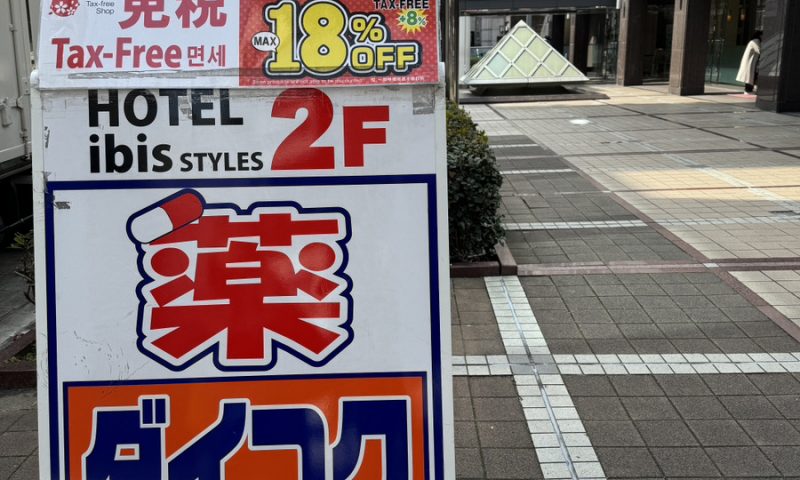 Tax-free
Shop
免税
Tax-Free 면세
TAX-FREE
+8%
MAX 18% OFF
HOTEL
ibis STYLES 2F
薬
ダイコク